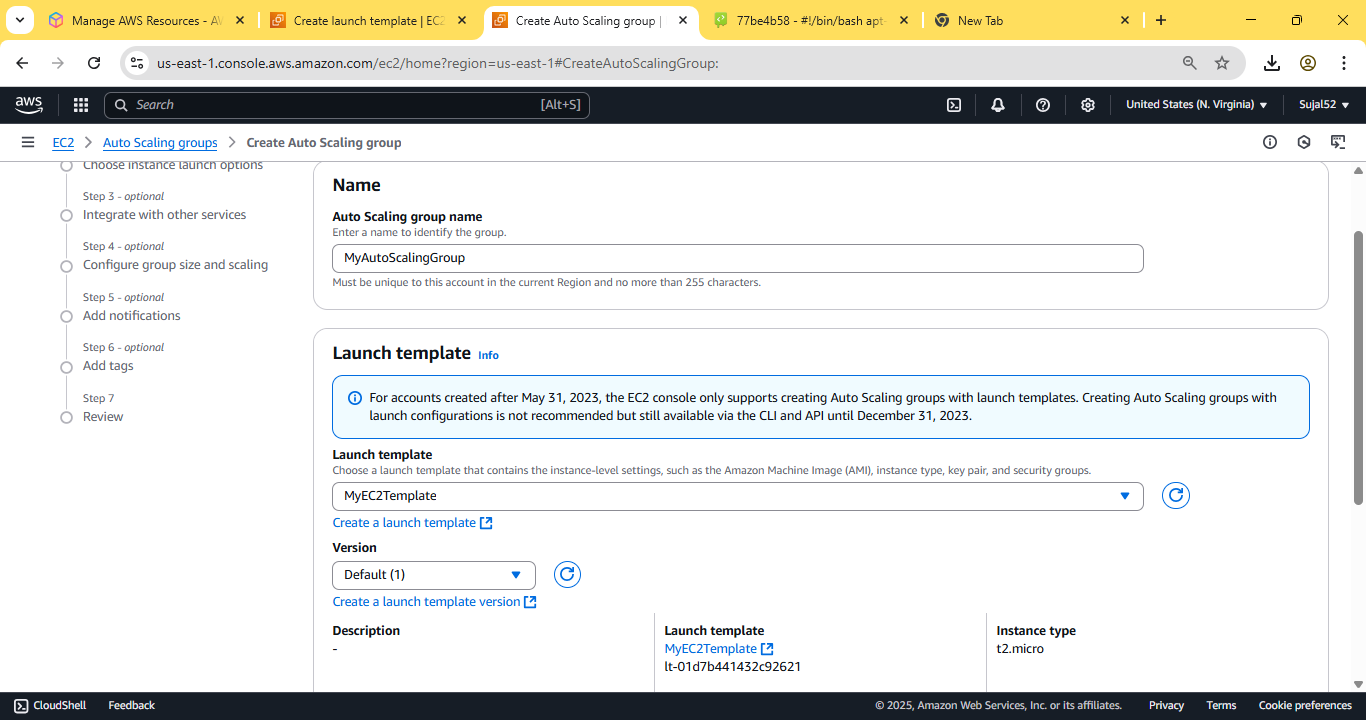 Manage AWS Resources - AW
Create launch template | EC2
Create Auto Scaling group |
77be4b58 - #!/bin/bash apt-
New Tab
us-east-1.console.aws.amazon.com/ec2/home?region=us-east-1#CreateAutoScalingGroup:
aws
Search
[Alt+S]
United States (N. Virginia)
Sujal52
EC2
Auto Scaling groups
Create Auto Scaling group
Choose instance launch options
Step 3 - optional
Integrate with other services
Step 4 - optional
Configure group size and scaling
Step 5 - optional
Add notifications
Step 6 - optional
Add tags
Step 7
Review
Name
Auto Scaling group name
Enter a name to identify the group.
MyAutoScalingGroup
Must be unique to this account in the current Region and no more than 255 characters.
Launch template Info
For accounts created after May 31, 2023, the EC2 console only supports creating Auto Scaling groups with launch templates. Creating Auto Scaling groups with
launch configurations is not recommended but still available via the CLI and API until December 31, 2023.
Launch template
Choose a launch template that contains the instance-level settings, such as the Amazon Machine Image (AMI), instance type, key pair, and security groups.
MyEC2Template
Create a launch template
Version
Default (1)
Create a launch template version
Description
-
Launch template
MyEC2Template
lt-01d7b441432c92621
Instance type
t2.micro
CloudShell
Feedback
© 2025, Amazon Web Services, Inc. or its affiliates.
Privacy
Terms
Cookie preferences